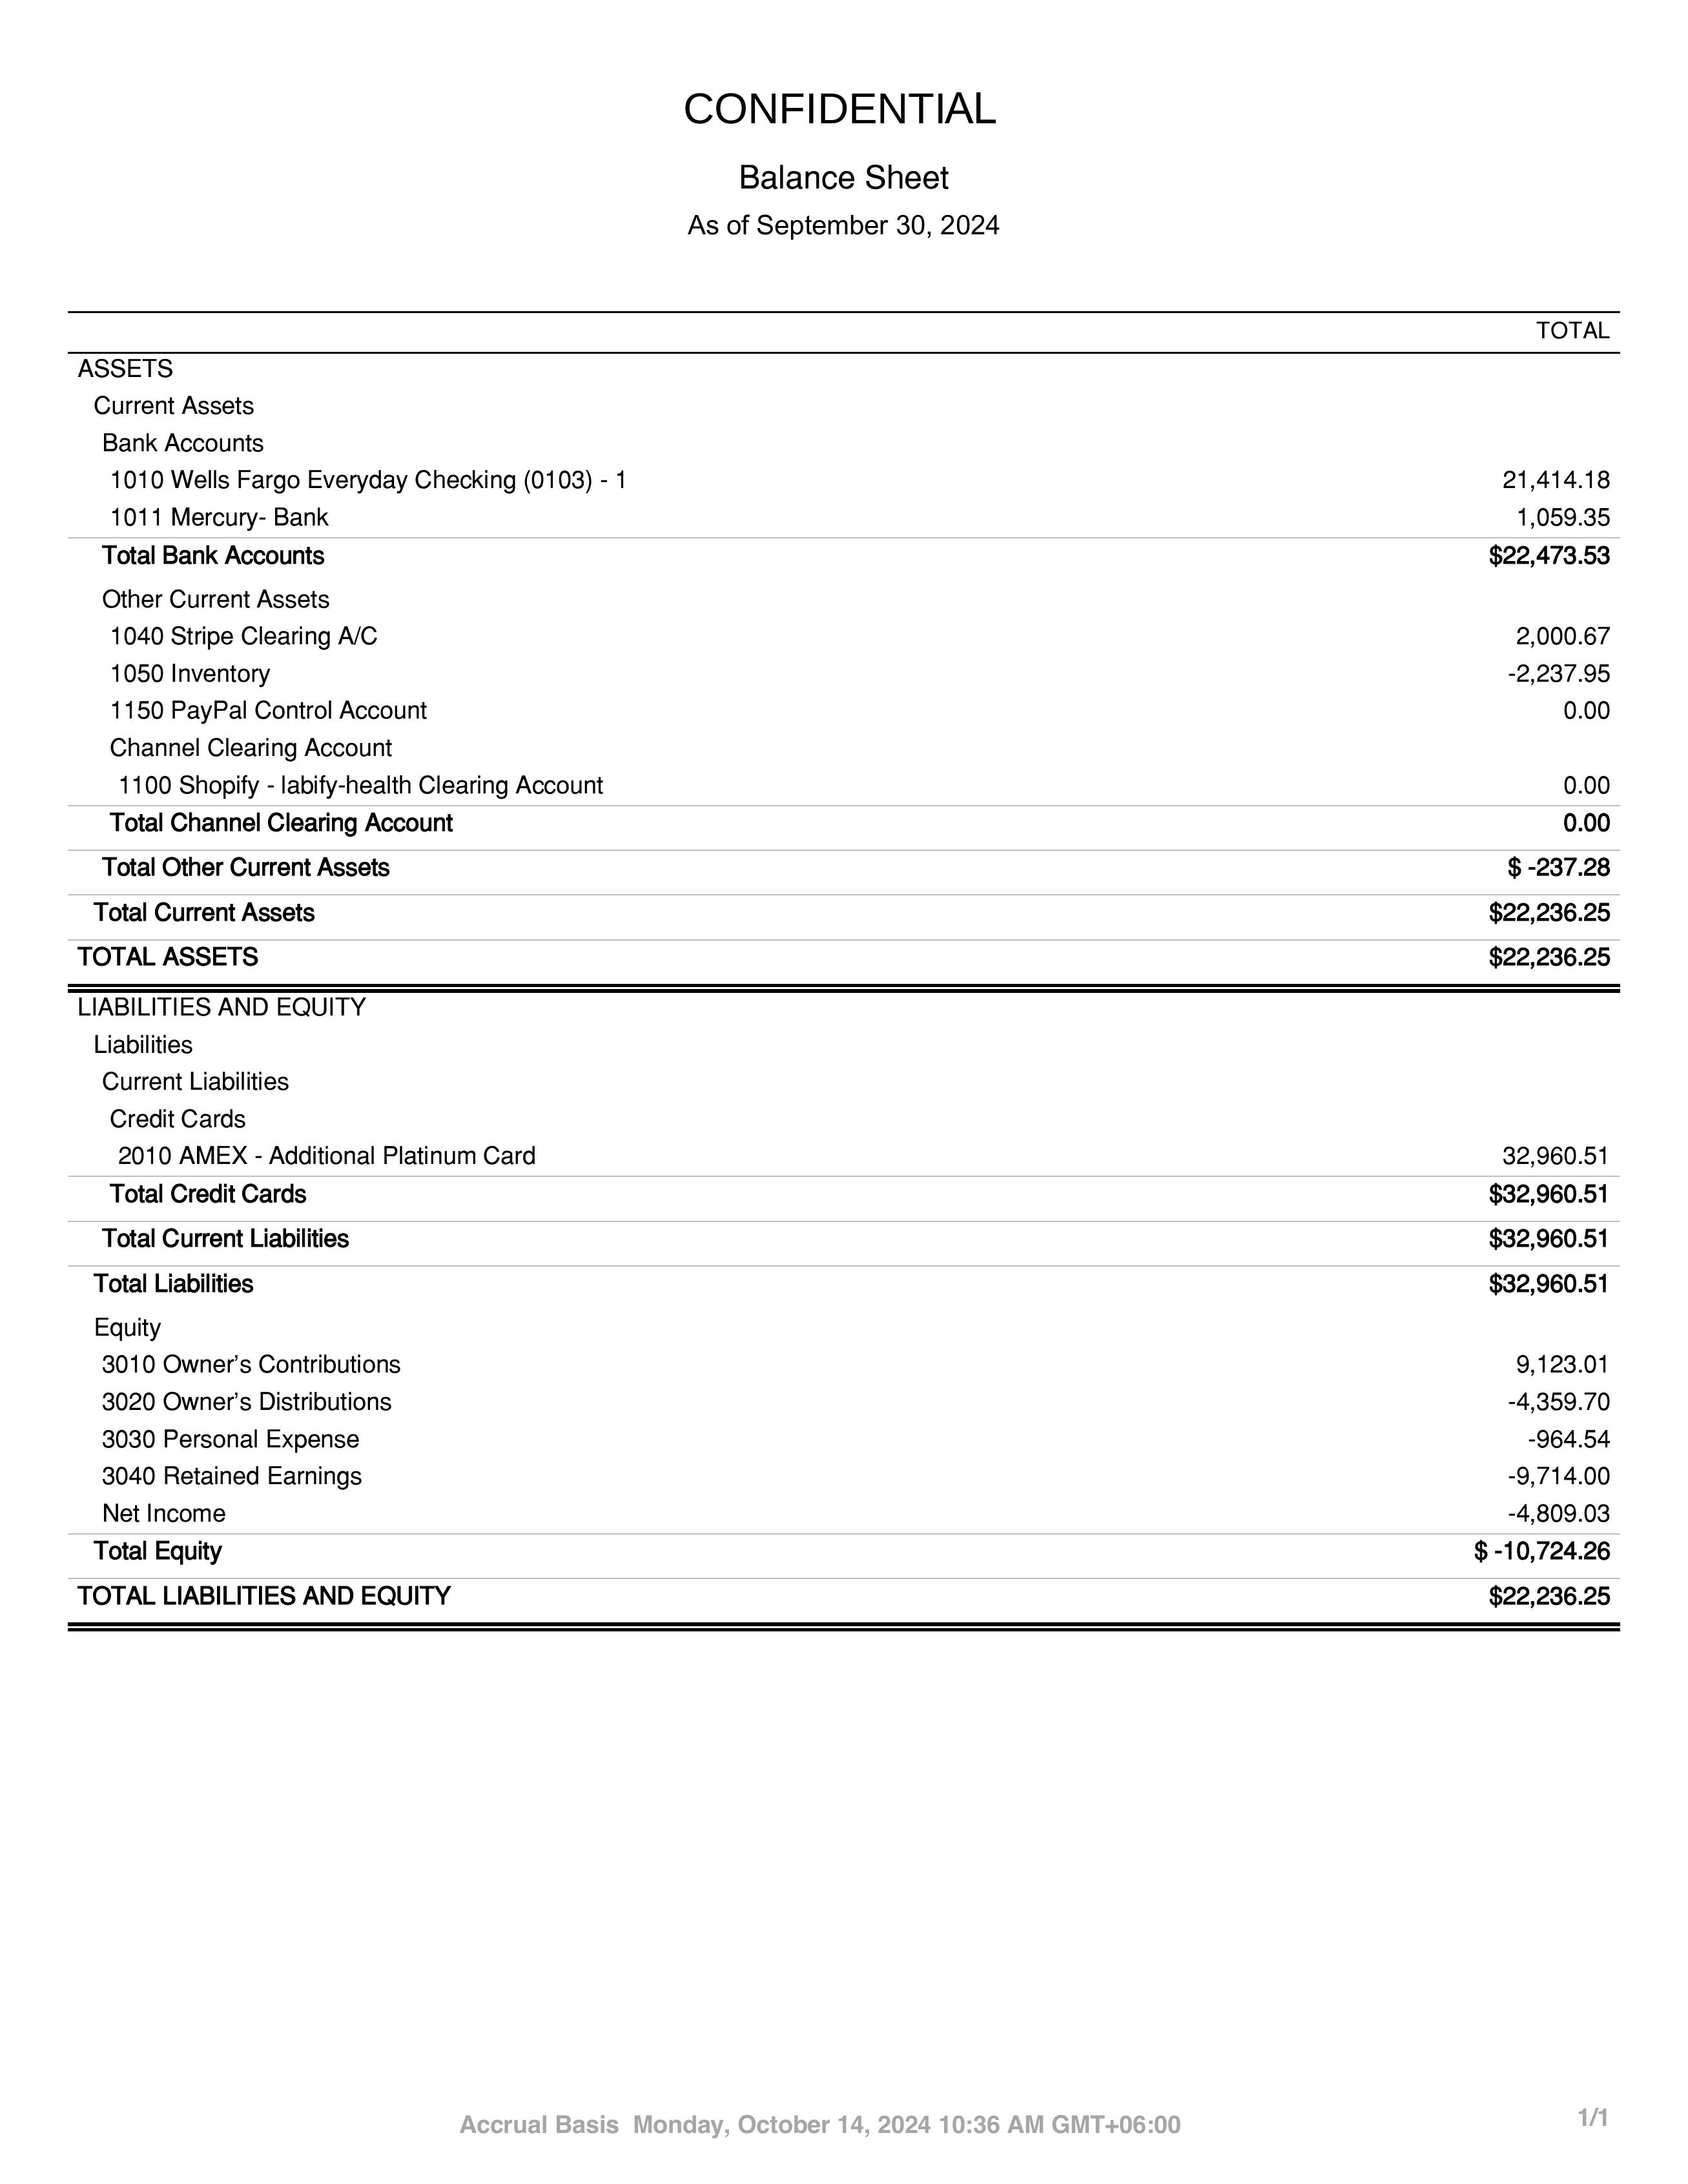 CONFIDENTIAL
Balance Sheet
As of September 30, 2024
TOTAL
ASSETS
Current Assets
Bank Accounts
1010 Wells Fargo Everyday Checking (0103) - 1 21,414.18
1011 Mercury- Bank 1,059.35
Total Bank Accounts $22,473.53
Other Current Assets
1040 Stripe Clearing A/C 2,000.67
1050 Inventory -2,237.95
1150 PayPal Control Account 0.00
Channel Clearing Account
1100 Shopify - labify-health Clearing Account 0.00
Total Channel Clearing Account 0.00
Total Other Current Assets $ -237.28
Total Current Assets $22,236.25
TOTAL ASSETS $22,236.25
LIABILITIES AND EQUITY
Liabilities
Current Liabilities
Credit Cards
2010 AMEX - Additional Platinum Card 32,960.51
Total Credit Cards $32,960.51
Total Current Liabilities $32,960.51
Total Liabilities $32,960.51
Equity
3010 Owner’s Contributions 9,123.01
3020 Owner’s Distributions -4,359.70
3030 Personal Expense -964.54
3040 Retained Earnings -9,714.00
Net Income -4,809.03
Total Equity $ -10,724.26
TOTAL LIABILITIES AND EQUITY $22,236.25
Accrual Basis Monday, October 14, 2024 10:36 AM GMT+06:00 1/1